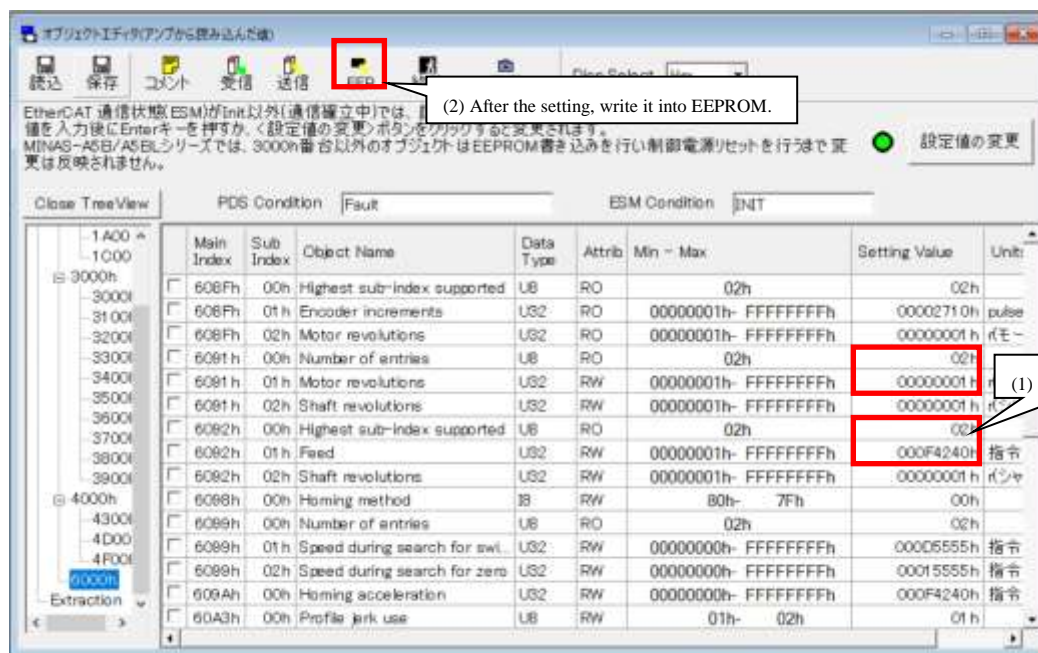 オブジェクトエディタ(アンプから読み込んだ値)
読込 保存 コメント 受信 送信 EEP
Disp Select
(2) After the setting, write it into EEPROM.
EtherCAT 通信状態(ESM)がInit以外(通信確立中)では、
値を入力後にEnterキーを押すか、<設定値の変更>ボタンをクリックすると変更されます。
MINAS-A5B/A5BLシリーズでは、3000h番台以外のオブジェクトはEEPROM書き込みを行い制御電源リセットを行うまで変
更は反映されません。
設定値の変更
Close TreeView PDS Condition Fault ESM Condition INIT
1A00
1C00
3000h
3000
3100
3200
3300
3400
3500
3600
3700
3800
3900
4000h
4300
4D00
4F00
6000h
Extraction
Main Index Sub Index Object Name Data Type Attrib Min - Max Setting Value Unit
608Fh 00h Highest sub-index supported U8 RO 02h 02h
608Fh 01h Encoder increments U32 RO 00000001h- FFFFFFFFh 00002710h pulse
608Fh 02h Motor revolutions U32 RO 00000001h- FFFFFFFFh 00000001h r(モー
6091h 00h Number of entries U8 RO 02h 02h
6091h 01h Motor revolutions U32 RW 00000001h- FFFFFFFFh 00000001h
6091h 02h Shaft revolutions U32 RW 00000001h- FFFFFFFFh 00000001h
(1)
6092h 00h Highest sub-index supported U8 RO 02h 02h
6092h 01h Feed U32 RW 00000001h- FFFFFFFFh 000F4240h 指令
6092h 02h Shaft revolutions U32 RW 00000001h- FFFFFFFFh 00000001h r(シャ
6098h 00h Homing method I8 RW 80h- 7Fh 00h
6099h 00h Number of entries U8 RO 02h 02h
6099h 01h Speed during search for swi... U32 RW 00000000h- FFFFFFFFh 000D5555h 指令
6099h 02h Speed during search for zero U32 RW 00000000h- FFFFFFFFh 00015555h 指令
609Ah 00h Homing acceleration U32 RW 00000000h- FFFFFFFFh 000F4240h 指令
60A3h 00h Profile jerk use U8 RW 01h- 02h 01h